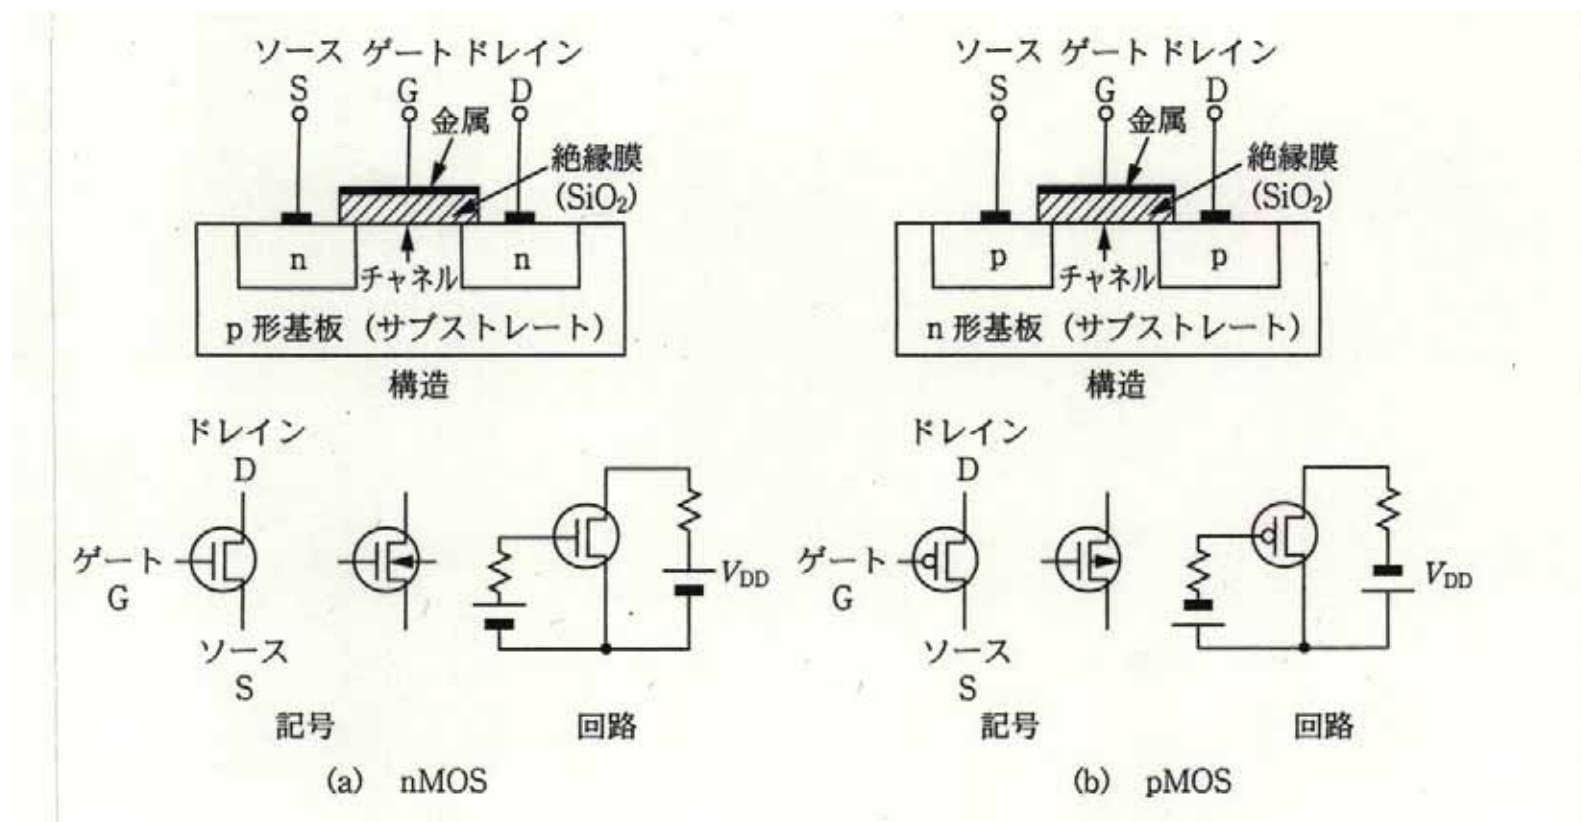 ソース ゲート ドレイン
S G D
金属
絶縁膜
(SiO₂)
n n
チャネル
p 形基板 (サブストレート)
構造
ドレイン
D
ゲート
G
ソース
S
V_DD
記号 回路
(a) nMOS
ソース ゲート ドレイン
S G D
金属
絶縁膜
(SiO₂)
p p
チャネル
n 形基板 (サブストレート)
構造
ドレイン
D
ゲート
G
ソース
S
V_DD
記号 回路
(b) pMOS